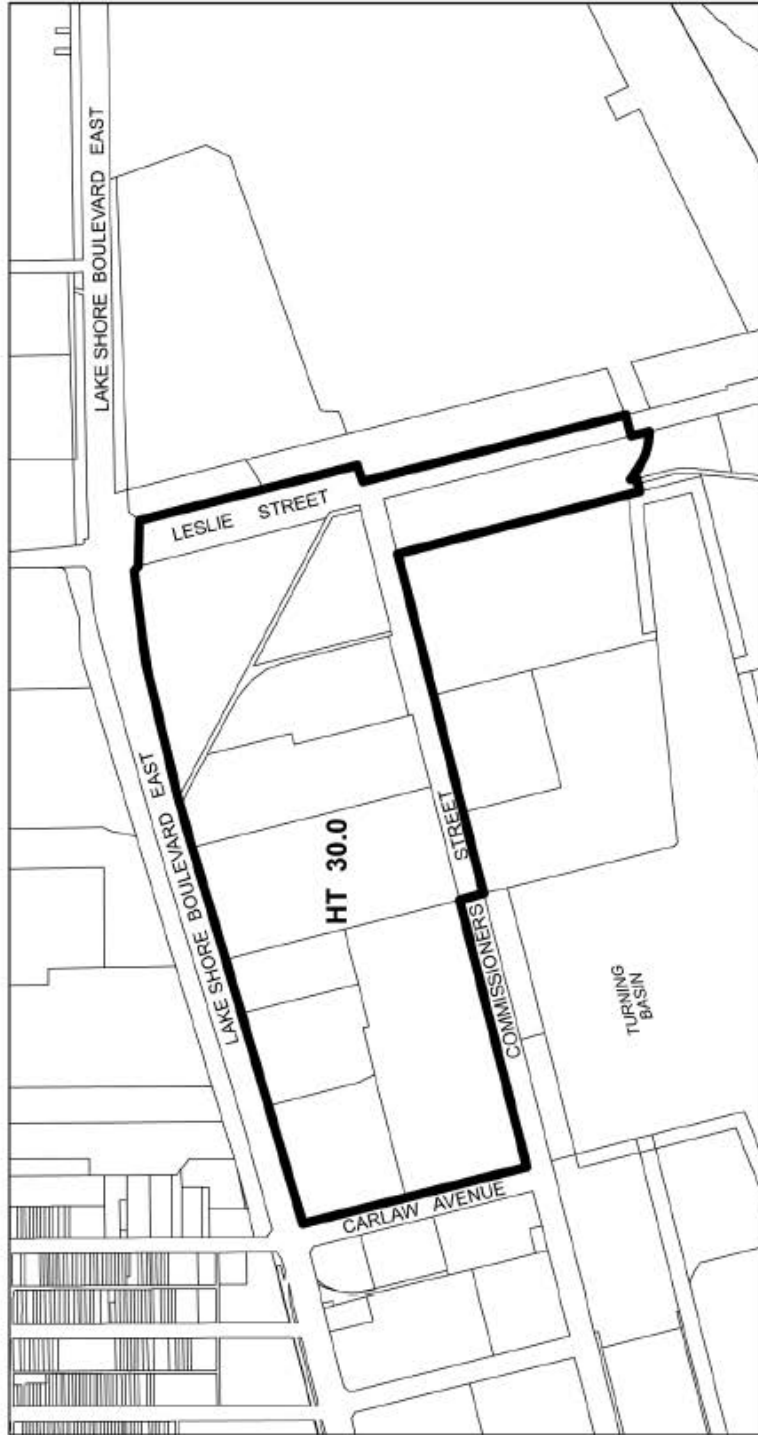 LAKE SHORE BOULEVARD EAST
LESLIE STREET
LAKE SHORE BOULEVARD EAST
HT 30.0
STREET
COMMISSIONERS
TURNING
BASIN
CARLAW AVENUE